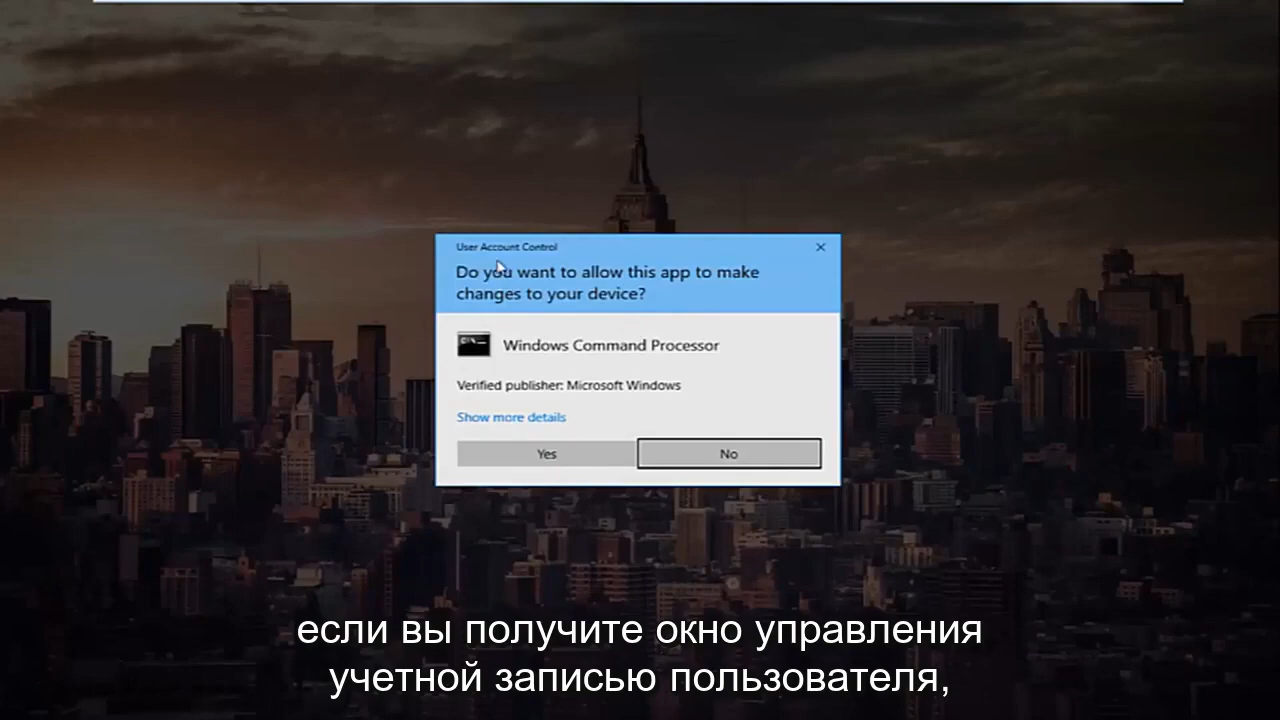 User Account Control
Do you want to allow this app to make
changes to your device?
Windows Command Processor
Verified publisher: Microsoft Windows
Show more details
Yes
No
если вы получите окно управления
учетной записью пользователя,